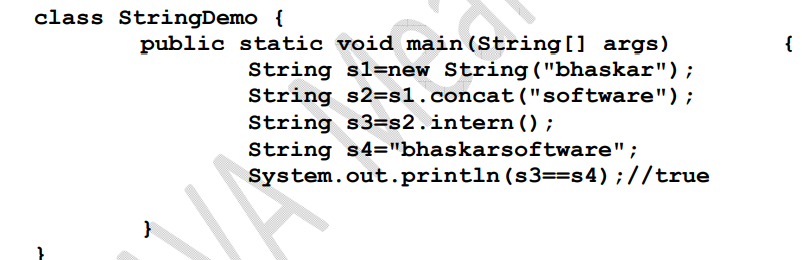 class StringDemo {
public static void main(String[] args) {
String s1=new String("bhaskar");
String s2=s1.concat("software");
String s3=s2.intern();
String s4="bhaskarsoftware";
System.out.println(s3==s4);//true
}
}